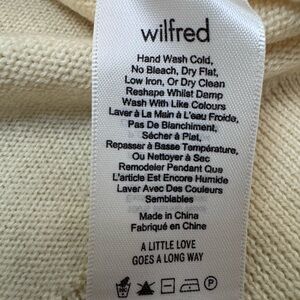 wilfred
Hand Wash Cold,
No Bleach, Dry Flat,
Low Iron, Or Dry Clean
Reshape Whilst Damp
Wash With Like Colours
Laver à La Main à L'eau Froide,
Pas De Blanchiment,
Sécher à Plat,
Repasser à Basse Température,
Ou Nettoyer à Sec
Remodeler Pendant Que
L'article Est Encore Humide
Laver Avec Des Couleurs
Semblables
Made in China
Fabriqué en Chine
A LITTLE LOVE
GOES A LONG WAY